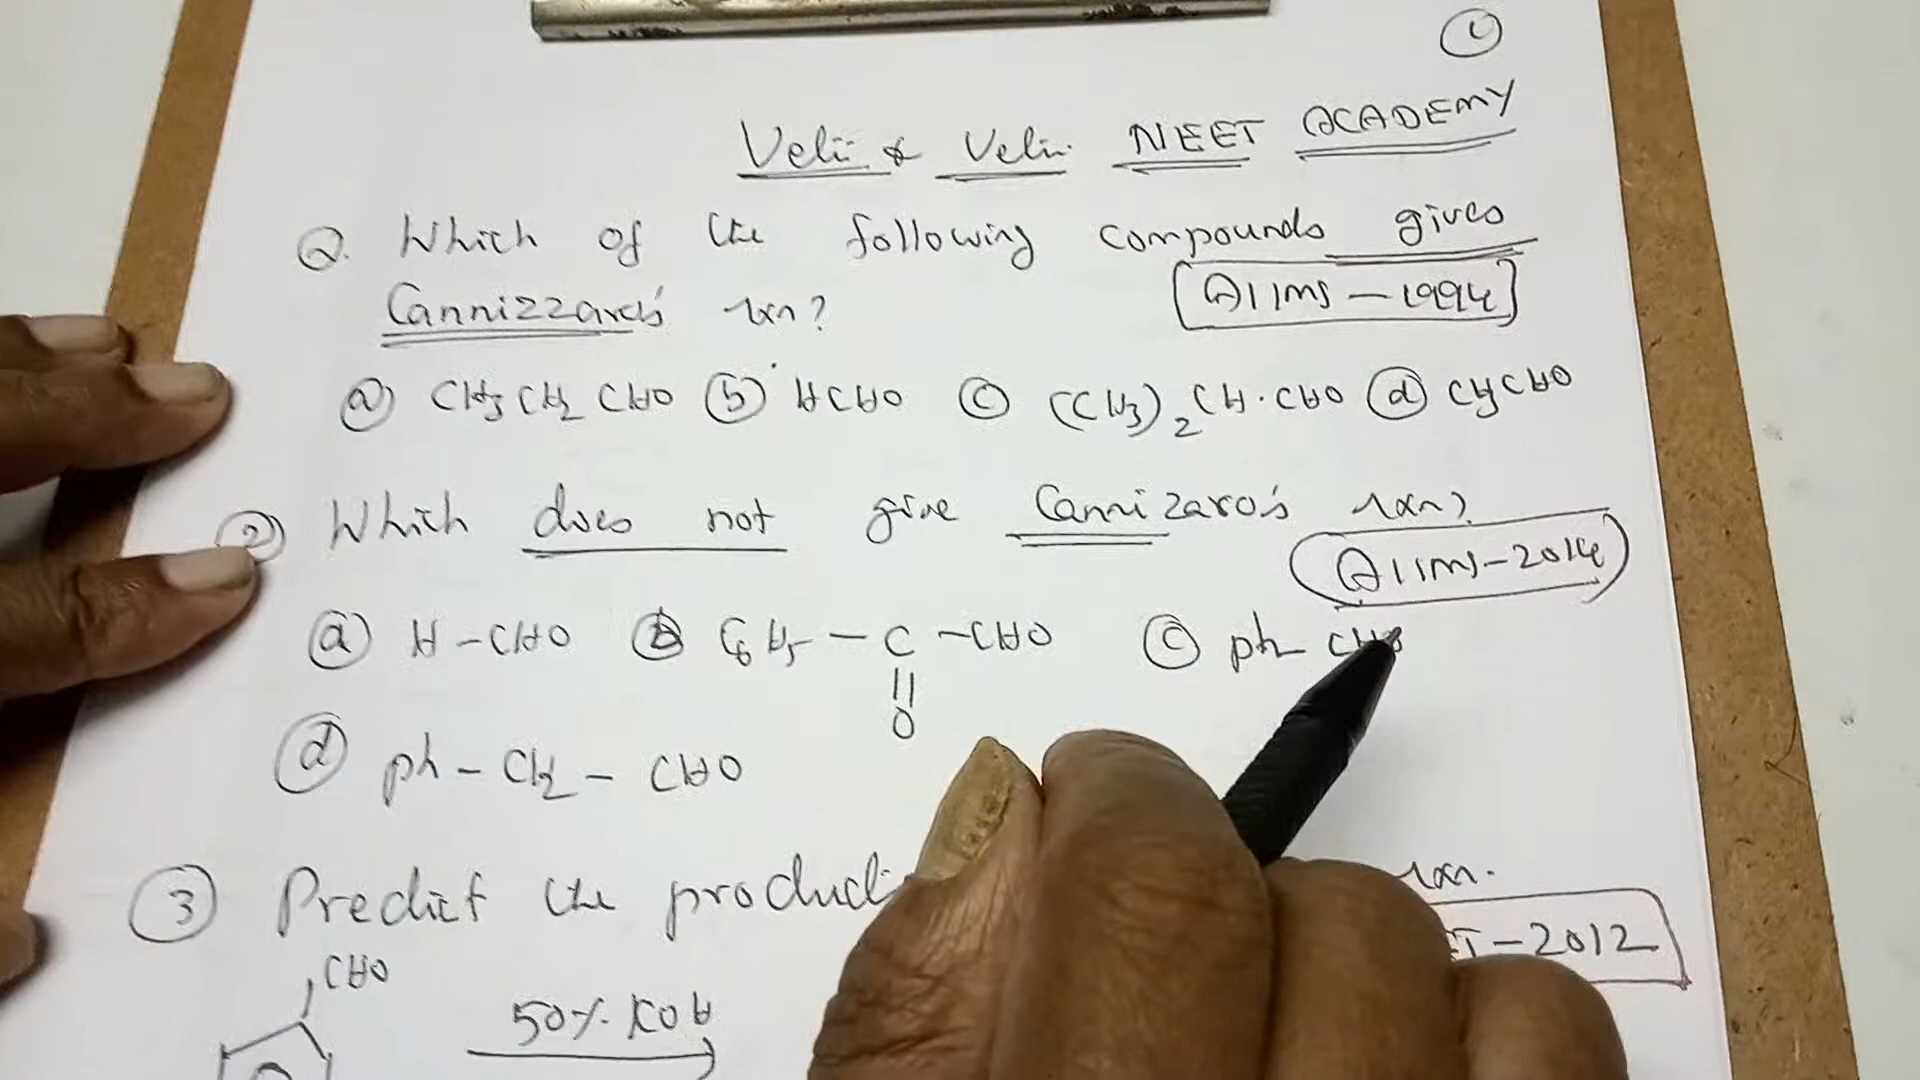 1
Veli & Veli NEET ACADEMY
Q. Which of the following compounds gives
Cannizzaro's rxn? [AIIMS - 1994]
(a) CH3CH2CHO (b) HCHO (c) (CH3)2CH.CHO (d) CH3CHO
(2) Which does not give Cannizaro's rxn?
AIIMS-2014
(a) H-CHO (b) C6H5 - C - CHO (c) ph- CHO
||
O
(d) ph - CH2 - CHO
(3) Predict the product rxn.
-2012
CHO
50% KOH